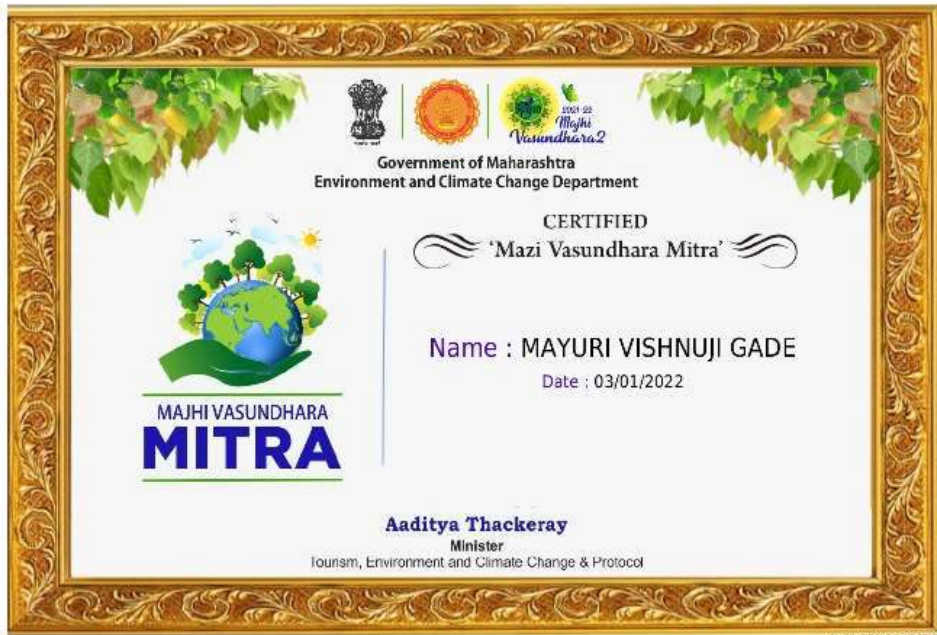 2021-22
Majhi
Vasundhara2
Government of Maharashtra
Environment and Climate Change Department
CERTIFIED
'Mazi Vasundhara Mitra'
Name : MAYURI VISHNUJI GADE
Date : 03/01/2022
MAJHI VASUNDHARA
MITRA
Aaditya Thackeray
Minister
Tourism, Environment and Climate Change & Protocol